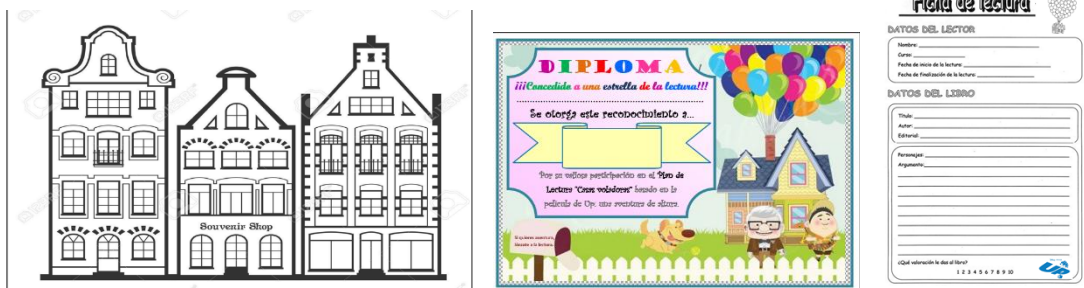 Souvenir Shop
DIPLOMA
¡¡¡Concedido a una estrella de la lectura!!!
Se otorga este reconocimiento a...
Por su valiosa participación en el Plan de
Lectura "Casas voladoras" basado en la
película de Up: una aventura de altura.
Ficha de lectura
DATOS DEL LECTOR
Nombre:
Curso:
Fecha de inicio de la lectura:
Fecha de finalización de la lectura:
DATOS DEL LIBRO
Título:
Autor:
Editorial:
Personajes:
Argumento:
¿Qué valoración le das al libro?
1 2 3 4 5 6 7 8 9 10
UP